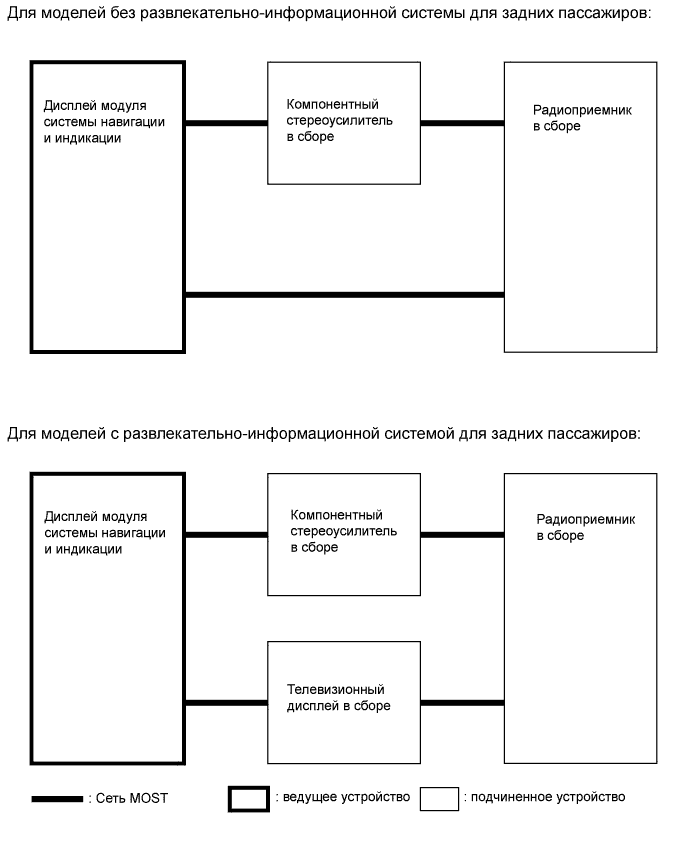 Для моделей без развлекательно-информационной системы для задних пассажиров:
Дисплей модуля
системы навигации
и индикации
Компонентный
стереоусилитель
в сборе
Радиоприемник
в сборе
Для моделей с развлекательно-информационной системой для задних пассажиров:
Дисплей модуля
системы навигации
и индикации
Компонентный
стереоусилитель
в сборе
Радиоприемник
в сборе
Телевизионный
дисплей в сборе
: Сеть MOST
: ведущее устройство
: подчиненное устройство